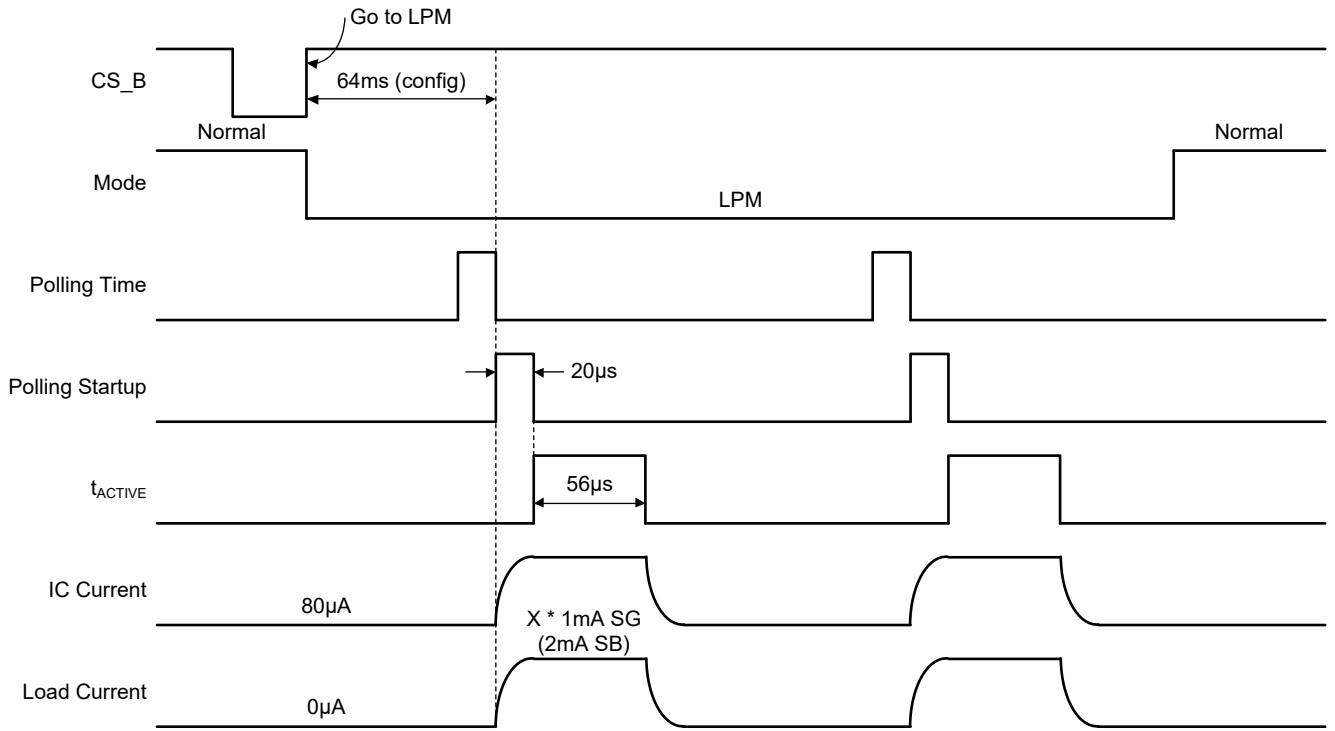 Go to LPM
CS_B
64ms (config)
Normal
Normal
Mode
LPM
Polling Time
Polling Startup
20µs
tACTIVE
56µs
IC Current
80µA
X * 1mA SG
(2mA SB)
Load Current
0µA